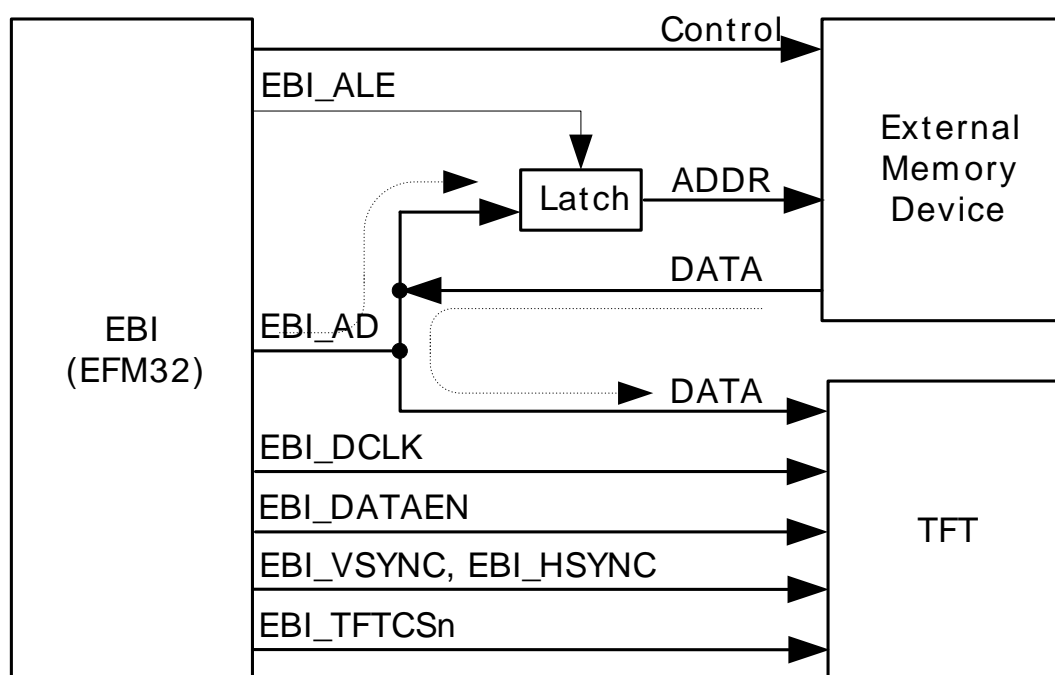 Control
EBI_ALE
External
Memory
Device
Latch
ADDR
DATA
EBI
(EFM32)
EBI_AD
DATA
EBI_DCLK
EBI_DATAEN
TFT
EBI_VSYNC, EBI_HSYNC
EBI_TFTCSn